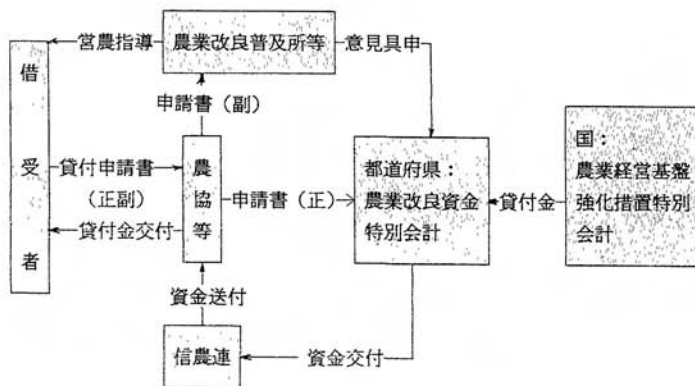 営農指導
農業改良普及所等
意見具申
借受者
申請書（副）
貸付申請書
（正副）
農協等
申請書（正）
都道府県：
農業改良資金
特別会計
貸付金
国：
農業経営基盤
強化措置特別
会計
貸付金交付
資金送付
信農連
資金交付